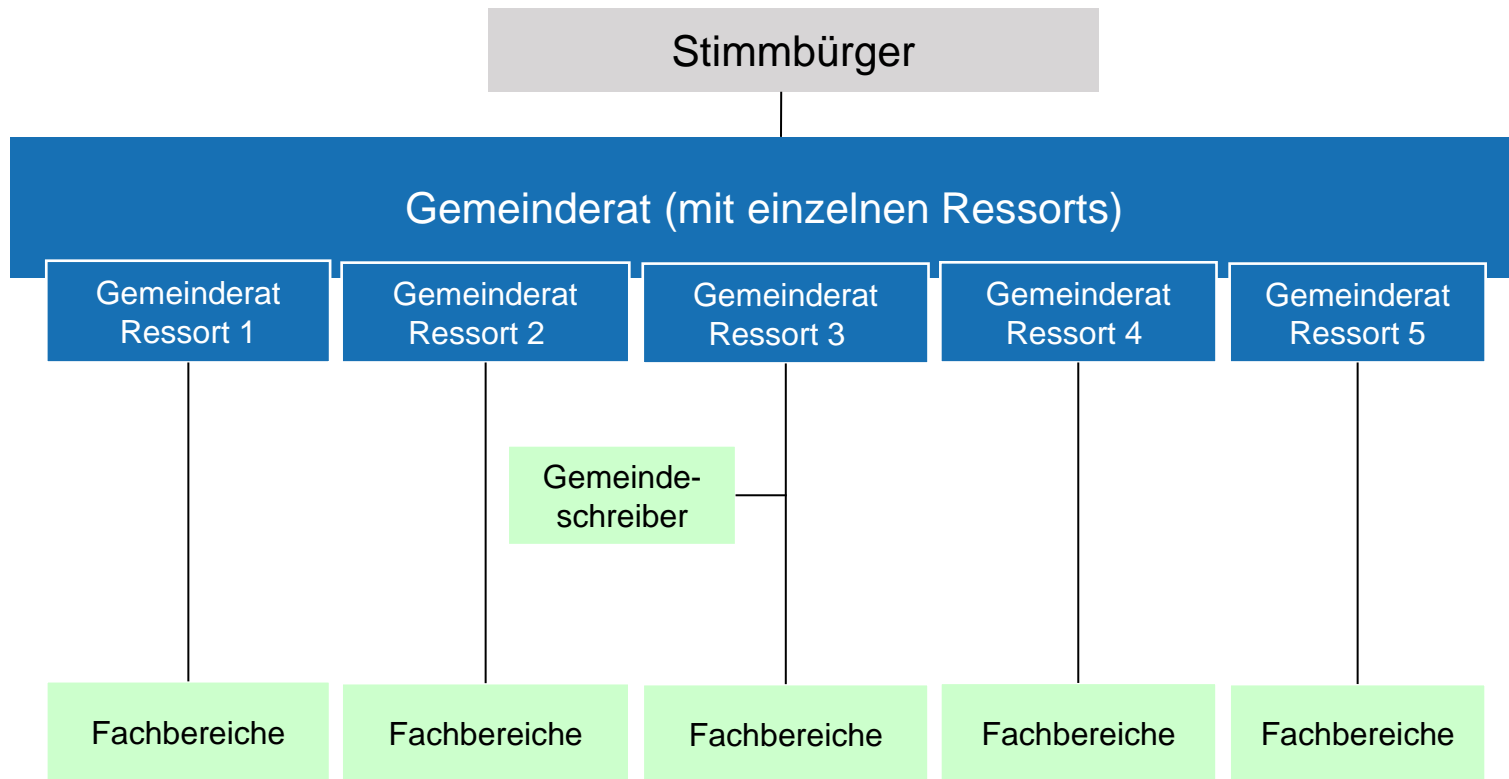 Stimmbürger
Gemeinderat (mit einzelnen Ressorts)
Gemeinderat
Ressort 1
Gemeinderat
Ressort 2
Gemeinderat
Ressort 3
Gemeinderat
Ressort 4
Gemeinderat
Ressort 5
Gemeinde-
schreiber
Fachbereiche
Fachbereiche
Fachbereiche
Fachbereiche
Fachbereiche